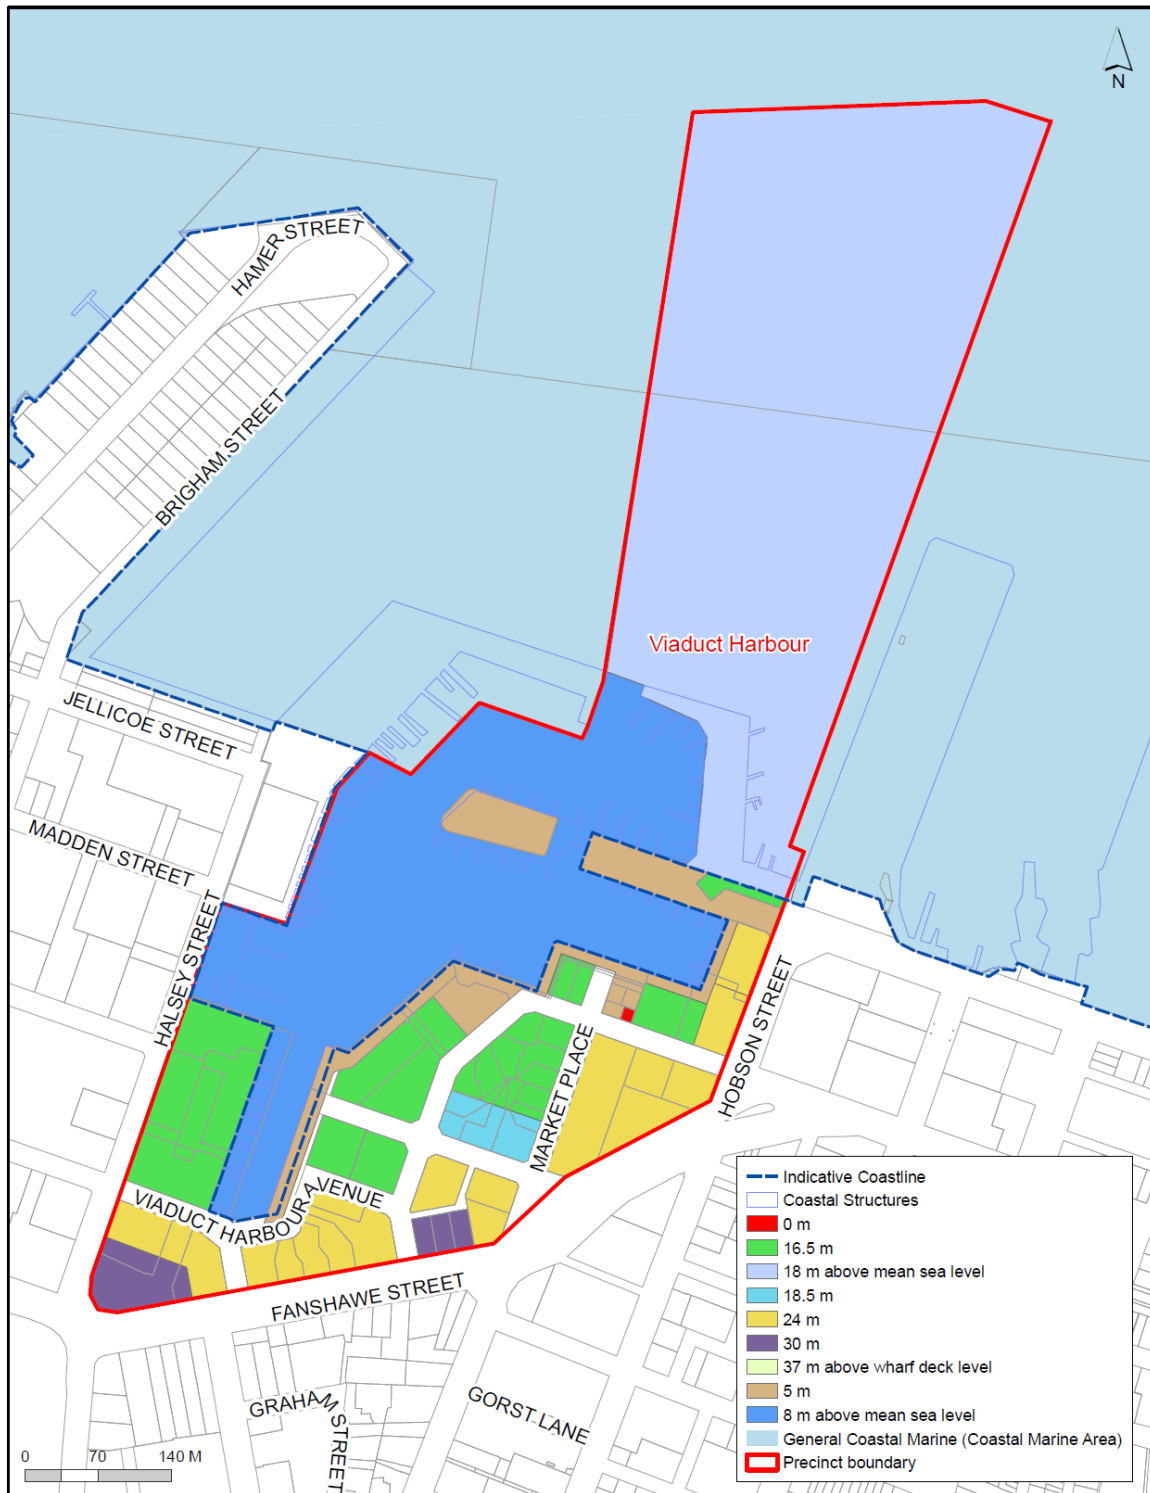 N
HAMER STREET
BRIGHAM STREET
Viaduct Harbour
JELLICOE STREET
MADDEN STREET
HALSEY STREET
HOBSON STREET
MARKET PLACE
VIADUCT HARBOUR AVENUE
FANSHAWE STREET
GRAHAM STREET
GORST LANE
Indicative Coastline
Coastal Structures
0 m
16.5 m
18 m above mean sea level
18.5 m
24 m
30 m
37 m above wharf deck level
5 m
8 m above mean sea level
General Coastal Marine (Coastal Marine Area)
Precinct boundary
0 70 140 M